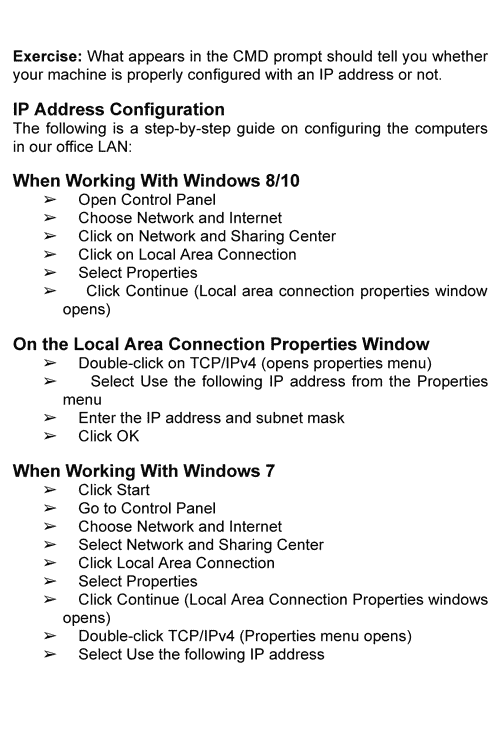 Exercise: What appears in the CMD prompt should tell you whether
your machine is properly configured with an IP address or not.
IP Address Configuration
The following is a step-by-step guide on configuring the computers
in our office LAN:
When Working With Windows 8/10
➢ Open Control Panel
➢ Choose Network and Internet
➢ Click on Network and Sharing Center
➢ Click on Local Area Connection
➢ Select Properties
➢ Click Continue (Local area connection properties window
opens)
On the Local Area Connection Properties Window
➢ Double-click on TCP/IPv4 (opens properties menu)
➢ Select Use the following IP address from the Properties
menu
➢ Enter the IP address and subnet mask
➢ Click OK
When Working With Windows 7
➢ Click Start
➢ Go to Control Panel
➢ Choose Network and Internet
➢ Select Network and Sharing Center
➢ Click Local Area Connection
➢ Select Properties
➢ Click Continue (Local Area Connection Properties windows
opens)
➢ Double-click TCP/IPv4 (Properties menu opens)
➢ Select Use the following IP address